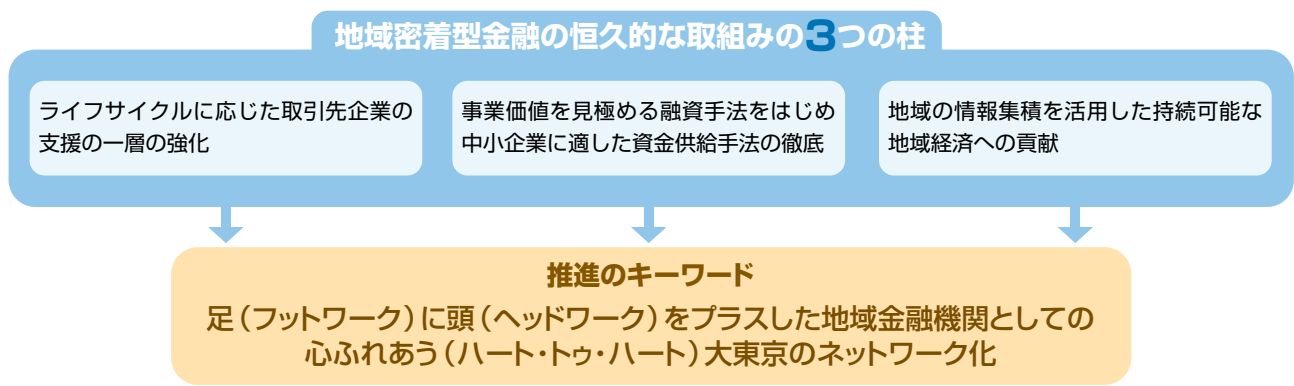 地域密着型金融の恒久的な取組みの3つの柱
ライフサイクルに応じた取引先企業の
支援の一層の強化
事業価値を見極める融資手法をはじめ
中小企業に適した資金供給手法の徹底
地域の情報集積を活用した持続可能な
地域経済への貢献
推進のキーワード
足(フットワーク)に頭(ヘッドワーク)をプラスした地域金融機関としての
心ふれあう(ハート・トゥ・ハート)大東京のネットワーク化